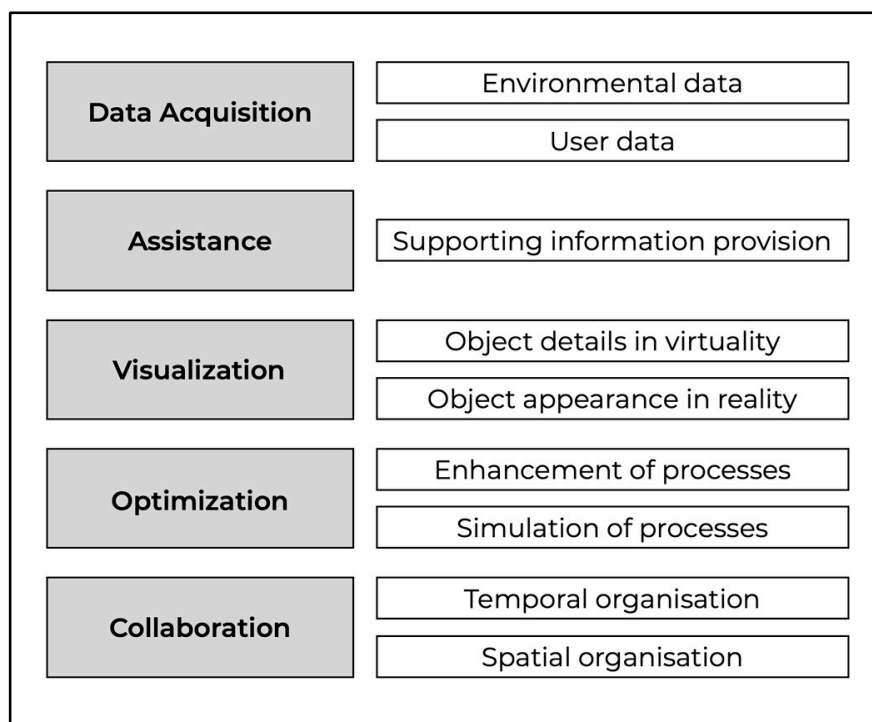 Data Acquisition
Environmental data
User data
Assistance
Supporting information provision
Visualization
Object details in virtuality
Object appearance in reality
Optimization
Enhancement of processes
Simulation of processes
Collaboration
Temporal organisation
Spatial organisation